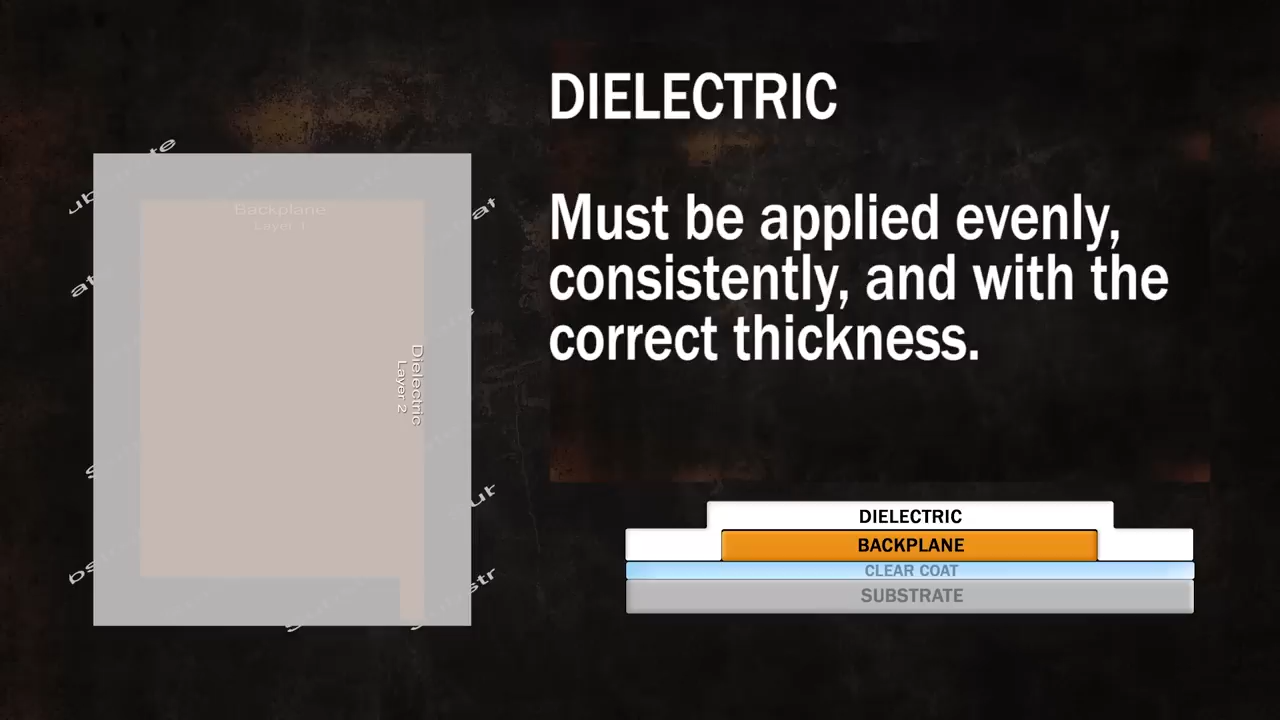 DIELECTRIC
Must be applied evenly,
consistently, and with the
correct thickness.
Backplane
Layer 1
Dielectric
Layer 2
DIELECTRIC
BACKPLANE
CLEAR COAT
SUBSTRATE